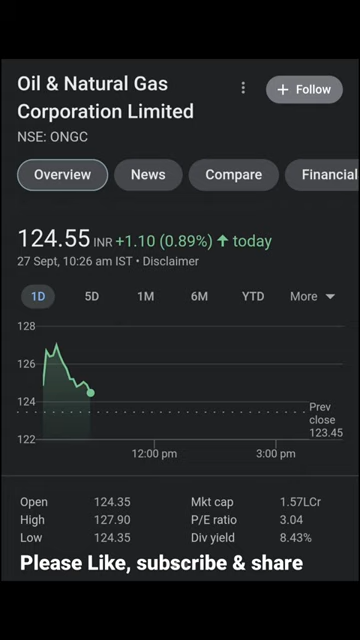 Oil & Natural Gas
Corporation Limited
+ Follow
NSE: ONGC
Overview News Compare Financial
124.55 INR +1.10 (0.89%) ↑ today
27 Sept, 10:26 am IST • Disclaimer
1D 5D 1M 6M YTD More
128
126
124
122
Prev
close
123.45
12:00 pm 3:00 pm
Open 124.35 Mkt cap 1.57LCr
High 127.90 P/E ratio 3.04
Low 124.35 Div yield 8.43%
Please Like, subscribe & share